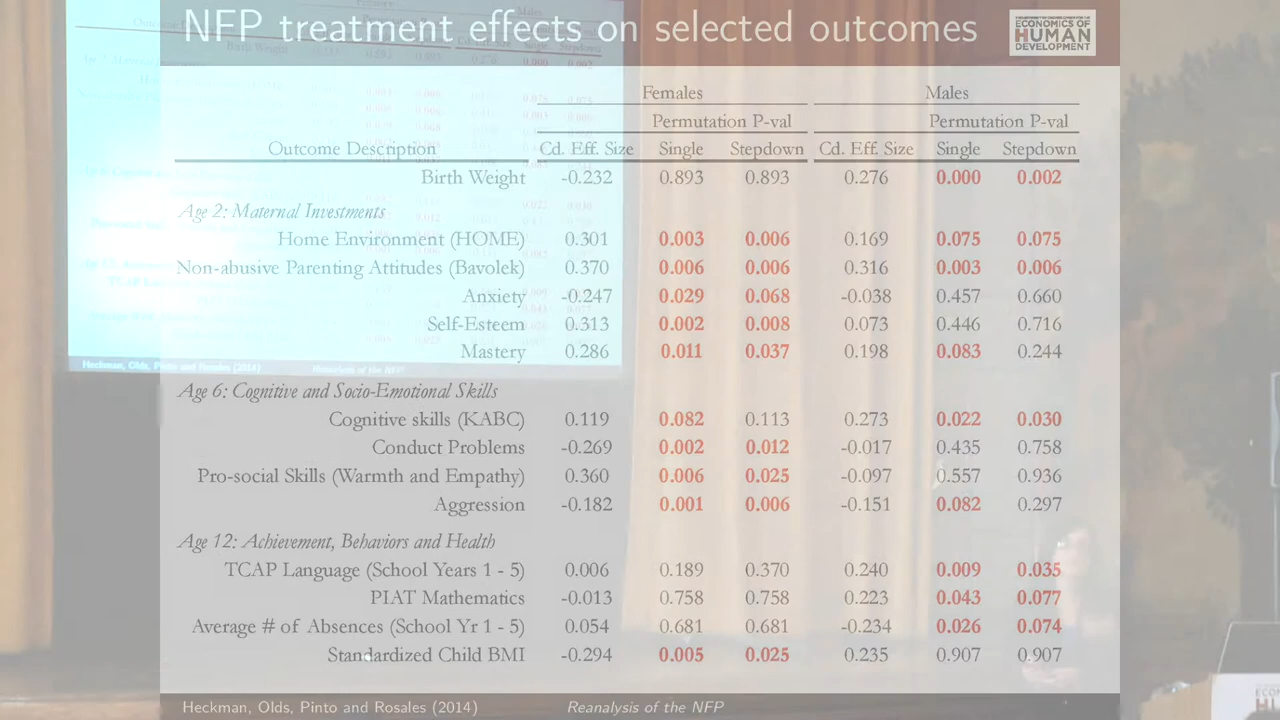 NFP treatment effects on selected outcomes
ECONOMICS OF
HUMAN
DEVELOPMENT
Females Males
Permutation P-val Permutation P-val
Outcome Description Cd. Eff. Size Single Stepdown Cd. Eff. Size Single Stepdown
Birth Weight -0.232 0.893 0.893 0.276 0.000 0.002
Age 2: Maternal Investments
Home Environment (HOME) 0.301 0.003 0.006 0.169 0.075 0.075
Non-abusive Parenting Attitudes (Bavolek) 0.370 0.006 0.006 0.316 0.003 0.006
Anxiety -0.247 0.029 0.068 -0.038 0.457 0.660
Self-Esteem 0.313 0.002 0.008 0.073 0.446 0.716
Mastery 0.286 0.011 0.037 0.198 0.083 0.244
Heckman, Olds, Pinto and Rosales (2014) Reanalysis of the NFP
Age 6: Cognitive and Socio-Emotional Skills
Cognitive skills (KABC) 0.119 0.082 0.113 0.273 0.022 0.030
Conduct Problems -0.269 0.002 0.012 -0.017 0.435 0.758
Pro-social Skills (Warmth and Empathy) 0.360 0.006 0.025 -0.097 0.557 0.936
Aggression -0.182 0.001 0.006 -0.151 0.082 0.297
Age 12: Achievement, Behaviors and Health
TCAP Language (School Years 1 - 5) 0.006 0.189 0.370 0.240 0.009 0.035
PIAT Mathematics -0.013 0.758 0.758 0.223 0.043 0.077
Average # of Absences (School Yr 1 - 5) 0.054 0.681 0.681 -0.234 0.026 0.074
Standardized Child BMI -0.294 0.005 0.025 0.235 0.907 0.907
Heckman, Olds, Pinto and Rosales (2014) Reanalysis of the NFP